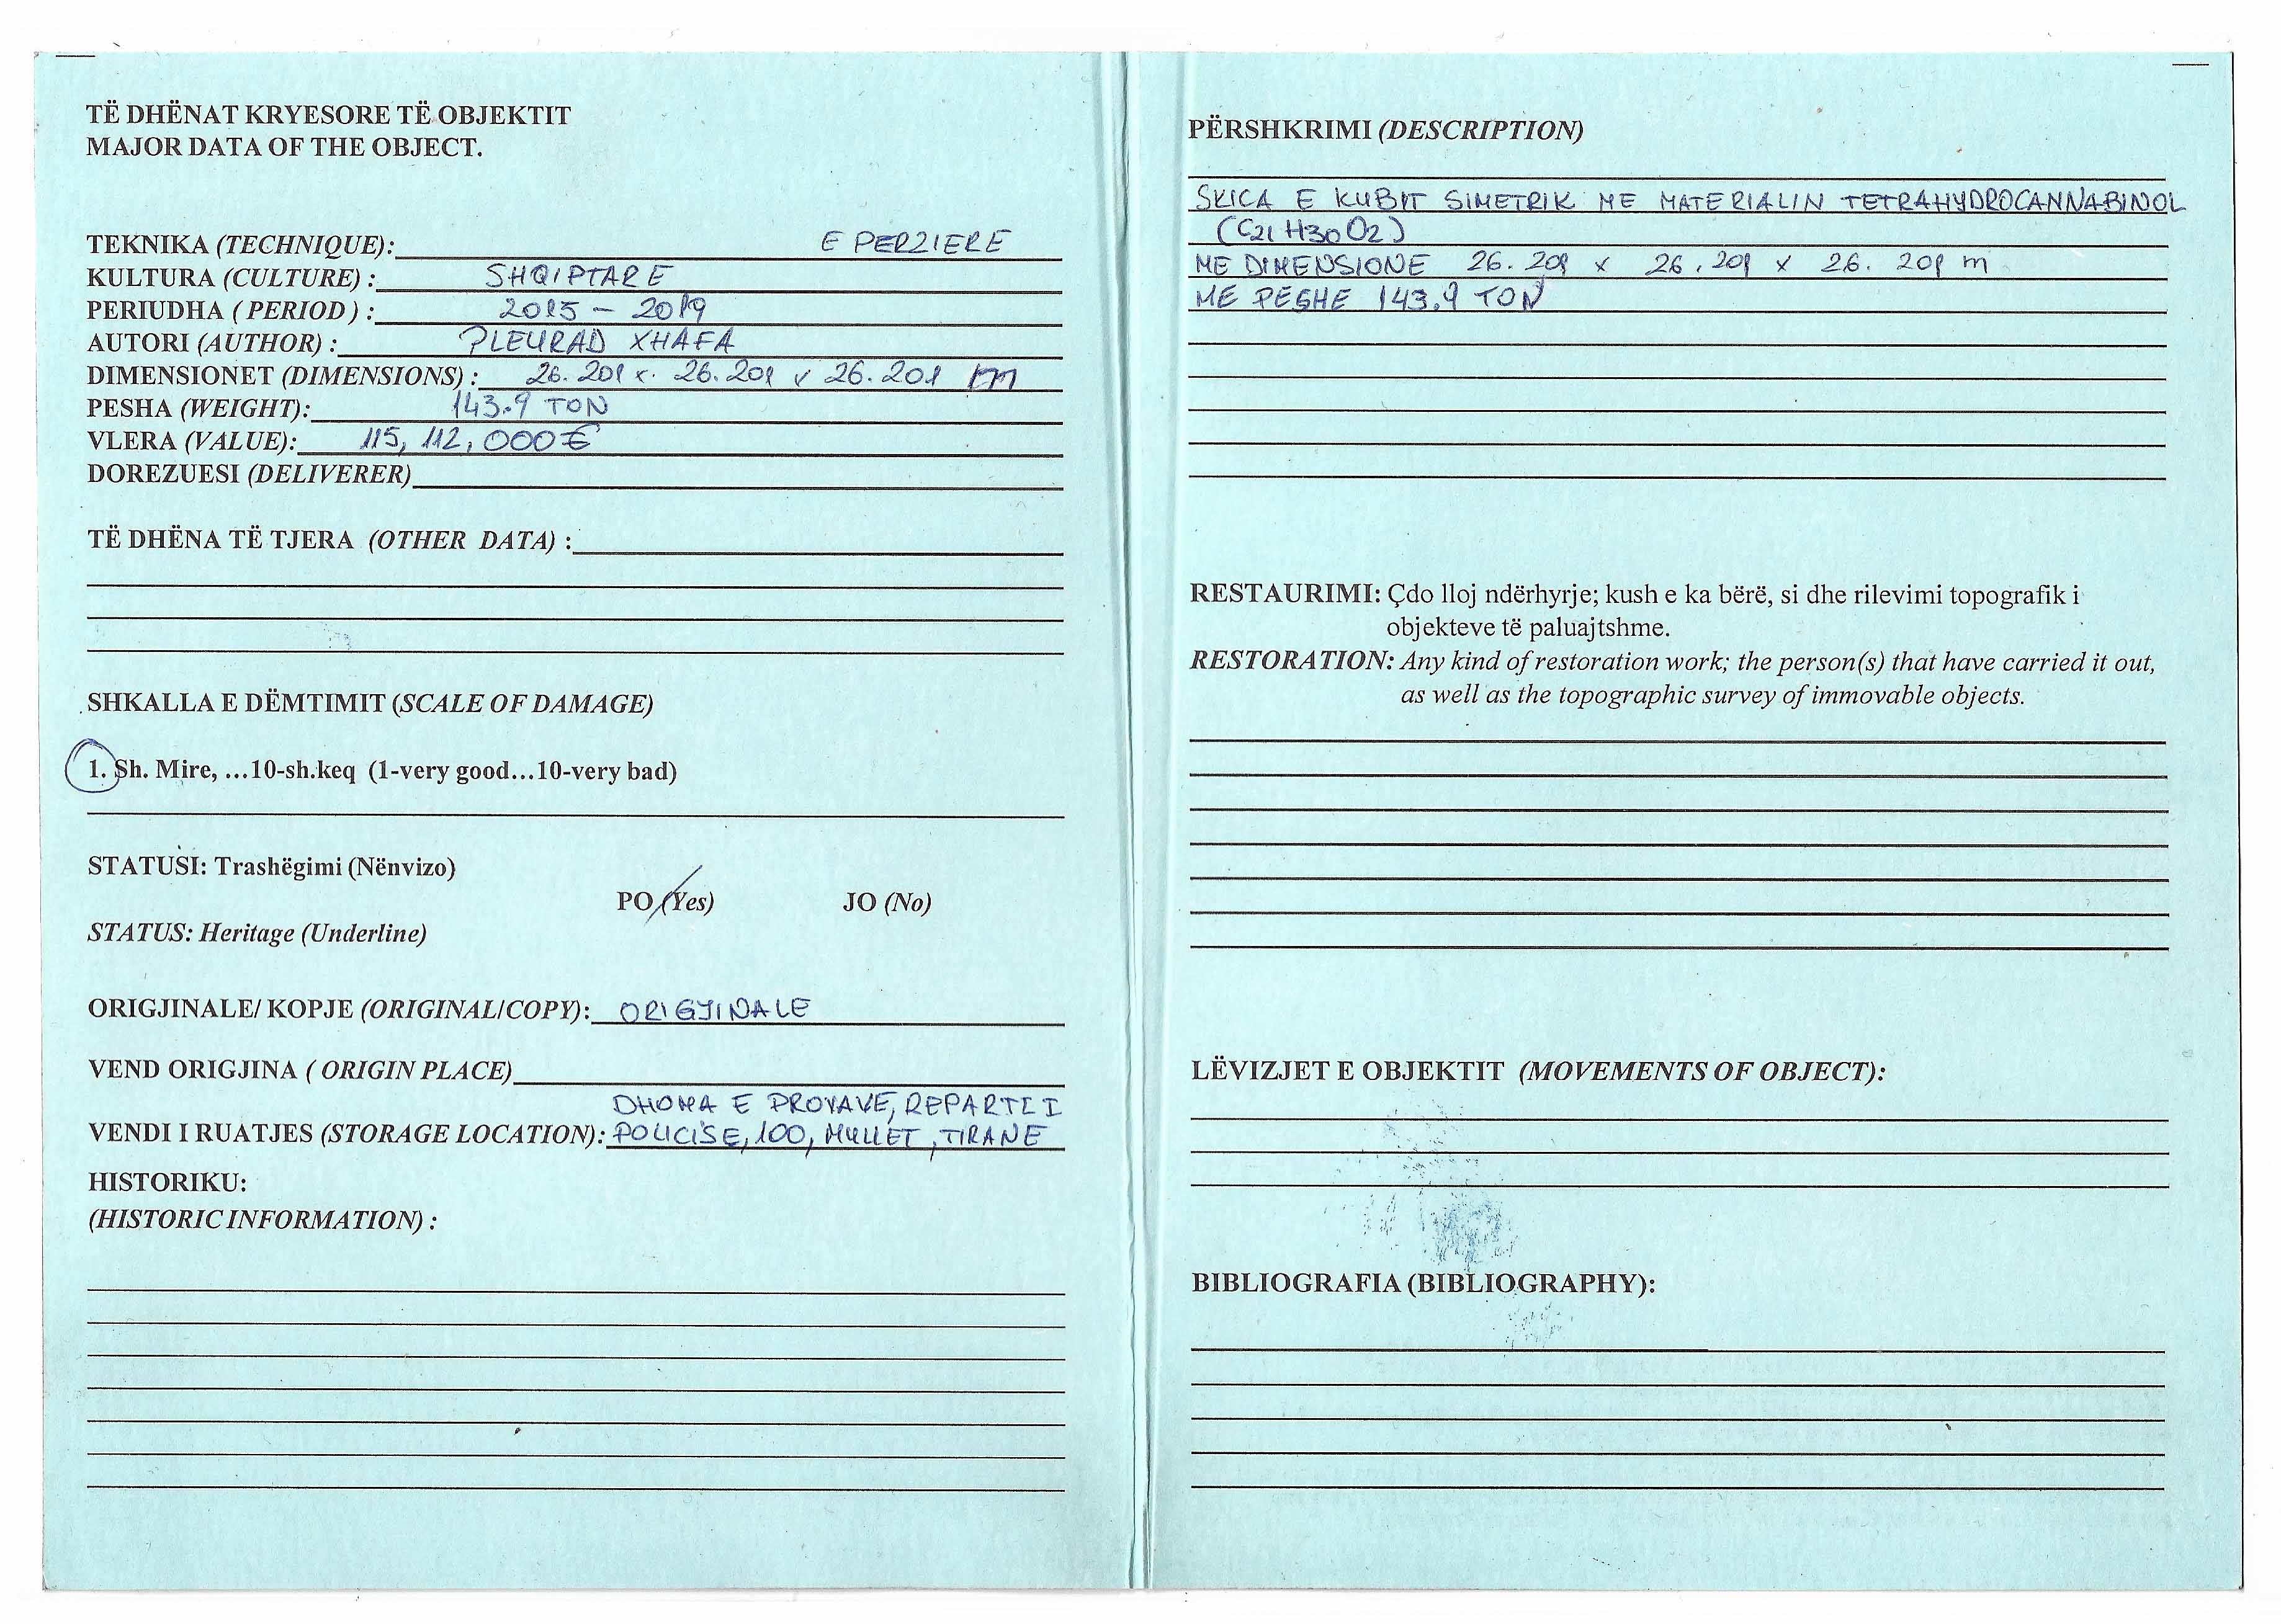 TË DHËNAT KRYESORE TË OBJEKTIT
MAJOR DATA OF THE OBJECT.
TEKNIKA (TECHNIQUE): E PERZIERE
KULTURA (CULTURE) : SHQIPTARE
PERIUDHA ( PERIOD ) : 2015 – 2019
AUTORI (AUTHOR) : PLEURAD XHAFA
DIMENSIONET (DIMENSIONS) : 26.201 x 26.201 x 26.201 m
PESHA (WEIGHT): 143.9 TON
VLERA (VALUE): 115,112,000€
DOREZUESI (DELIVERER)
TË DHËNA TË TJERA (OTHER DATA) :
SHKALLA E DËMTIMIT (SCALE OF DAMAGE)
1. Sh. Mire, ...10-sh.keq (1-very good...10-very bad)
STATUSI: Trashëgimi (Nënvizo)
PO (Yes) JO (No)
STATUS: Heritage (Underline)
ORIGJINALE/ KOPJE (ORIGINAL/COPY): ORIGJINALE
VEND ORIGJINA ( ORIGIN PLACE)
DHOMA E PROVAVE, REPARTI I
VENDI I RUATJES (STORAGE LOCATION): POLICISE, 100, MULLET, TIRANE
HISTORIKU:
(HISTORIC INFORMATION) :
PËRSHKRIMI (DESCRIPTION)
SKICA E KUBIT SIMETRIK ME MATERIALIN TETRAHYDROCANNABINOL
(C21 H30 O2)
ME DIMENSIONE 26.201 x 26.201 x 26.201 m
ME PESHE 143.9 TON
RESTAURIMI: Çdo lloj ndërhyrje; kush e ka bërë, si dhe rilevimi topografik i
objekteve të paluajtshme.
RESTORATION: Any kind of restoration work; the person(s) that have carried it out,
as well as the topographic survey of immovable objects.
LËVIZJET E OBJEKTIT (MOVEMENTS OF OBJECT):
BIBLIOGRAFIA (BIBLIOGRAPHY):